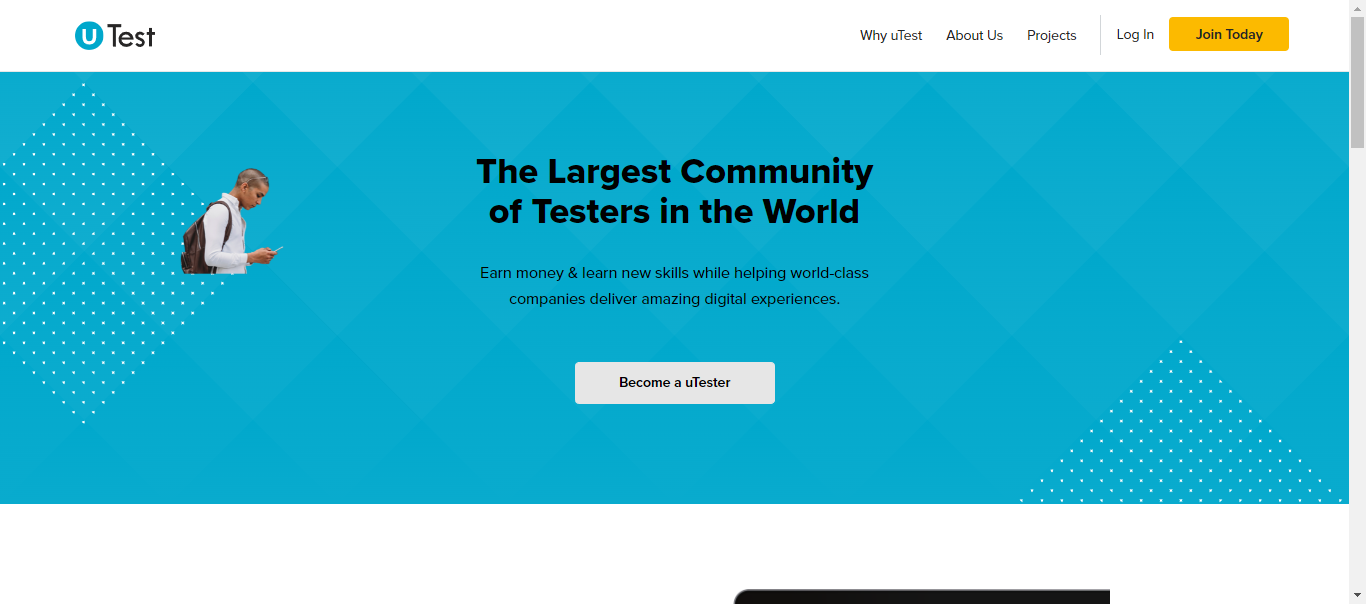 uTest
Why uTest
About Us
Projects
Log In
Join Today
The Largest Community
of Testers in the World
Earn money & learn new skills while helping world-class
companies deliver amazing digital experiences.
Become a uTester